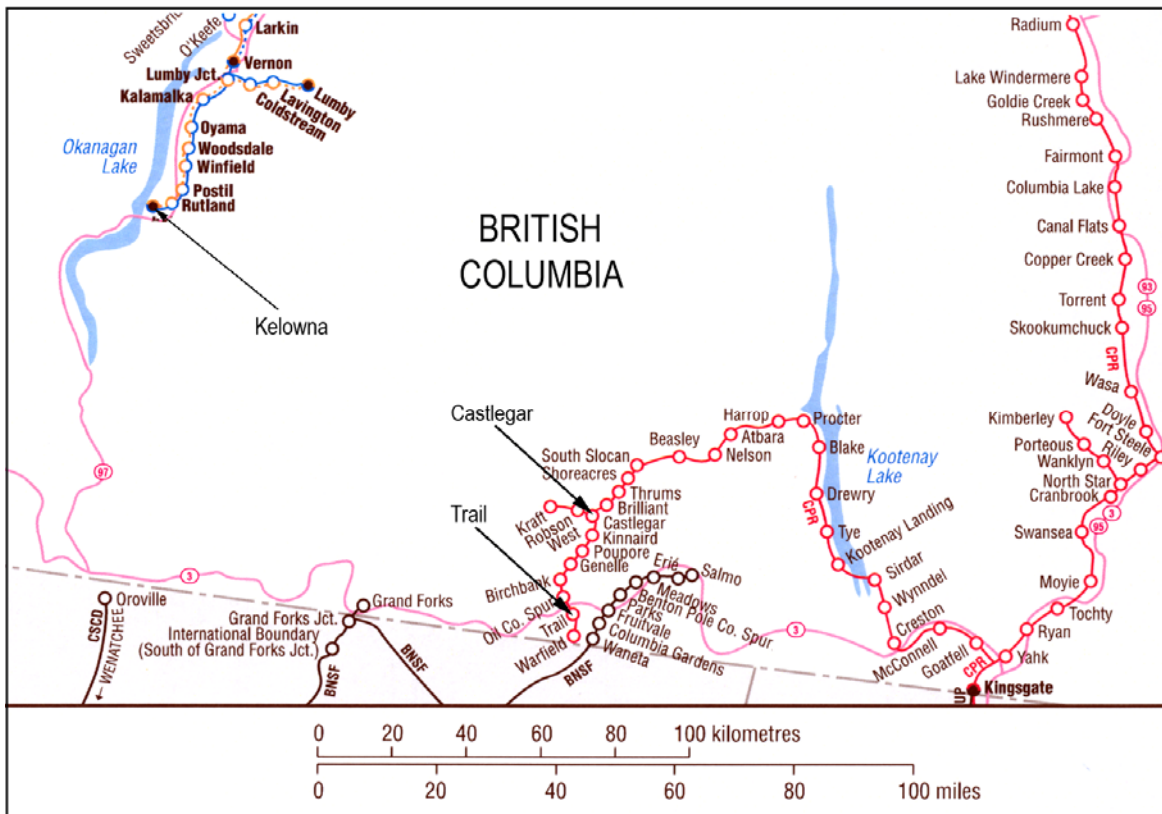 Sweetsbri
O'Keefe
Larkin
Vernon
Lumby Jct.
Lumby
Kalamalka
Lavington
Coldstream
Oyama
Okanagan
Lake
Woodsdale
Winfield
Postil
Rutland
Kelowna
BRITISH
COLUMBIA
Radium
Lake Windermere
Goldie Creek
Rushmere
Fairmont
Columbia Lake
Canal Flats
Copper Creek
93
95
Torrent
Skookumchuck
CPR
Wasa
Kimberley
Doyle
Fort Steele
Riley
Porteous
Wanklyn
North Star
Cranbrook
3
95
Swansea
Moyie
Tochty
Ryan
Yahk
Castlegar
Harrop
Procter
Atbara
Beasley
Nelson
Blake
Kootenay
Lake
South Slocan
Shoreacres
Thrums
Brilliant
Drewry
CPR
Trail
Kraft
Robson
West
Castlegar
Kinnaird
Tye
Kootenay Landing
Poupore
Genelle
Sirdar
97
Birchbank
Erie
Salmo
Meadows
Wynndel
3
Oil Co. Spur
Benton Pole Co. Spur
Parks
Fruitvale
Columbia Gardens
Waneta
Trail
Warfield
3
Creston
McConnell
Goatfell
CPR
UP
Kingsgate
Oroville
CSCD
← WENATCHEE
Grand Forks
Grand Forks Jct.
International Boundary
(South of Grand Forks Jct.)
BNSF
BNSF
BNSF
0 20 40 60 80 100 kilometres
0 20 40 60 80 100 miles